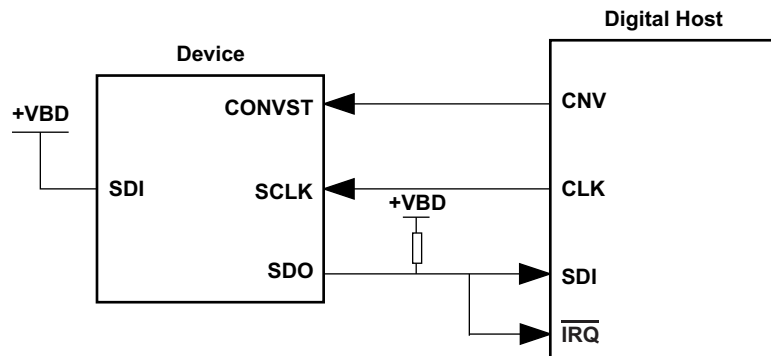 Digital Host
Device
+VBD
CONVST
CNV
SDI
SCLK
CLK
+VBD
SDO
SDI
IRQ